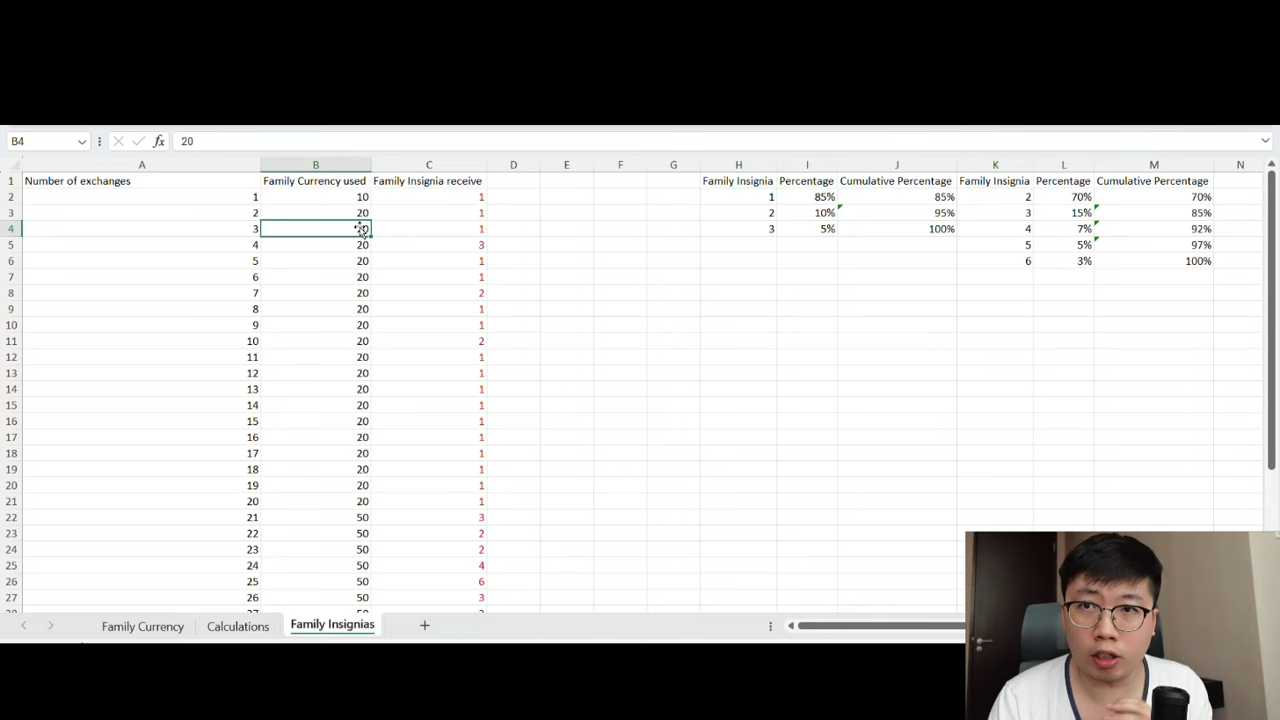 B4 fx 20
A B C D E F G H I J K L M N
1 Number of exchanges Family Currency used Family Insignia receive Family Insignia Percentage Cumulative Percentage Family Insignia Percentage Cumulative Percentage
2 1 10 1 1 85% 85% 2 70% 70%
3 2 20 1 2 10% 95% 3 15% 85%
4 3 1 3 5% 100% 4 7% 92%
5 4 20 3 5 5% 97%
6 5 20 1 6 3% 100%
7 6 20 1
8 7 20 2
9 8 20 1
10 9 20 1
11 10 20 2
12 11 20 1
13 12 20 1
14 13 20 1
15 14 20 1
16 15 20 1
17 16 20 1
18 17 20 1
19 18 20 1
20 19 20 1
21 20 20 1
22 21 50 3
23 22 50 2
24 23 50 2
25 24 50 4
26 25 50 6
27 26 50 3
Family Currency Calculations Family Insignias